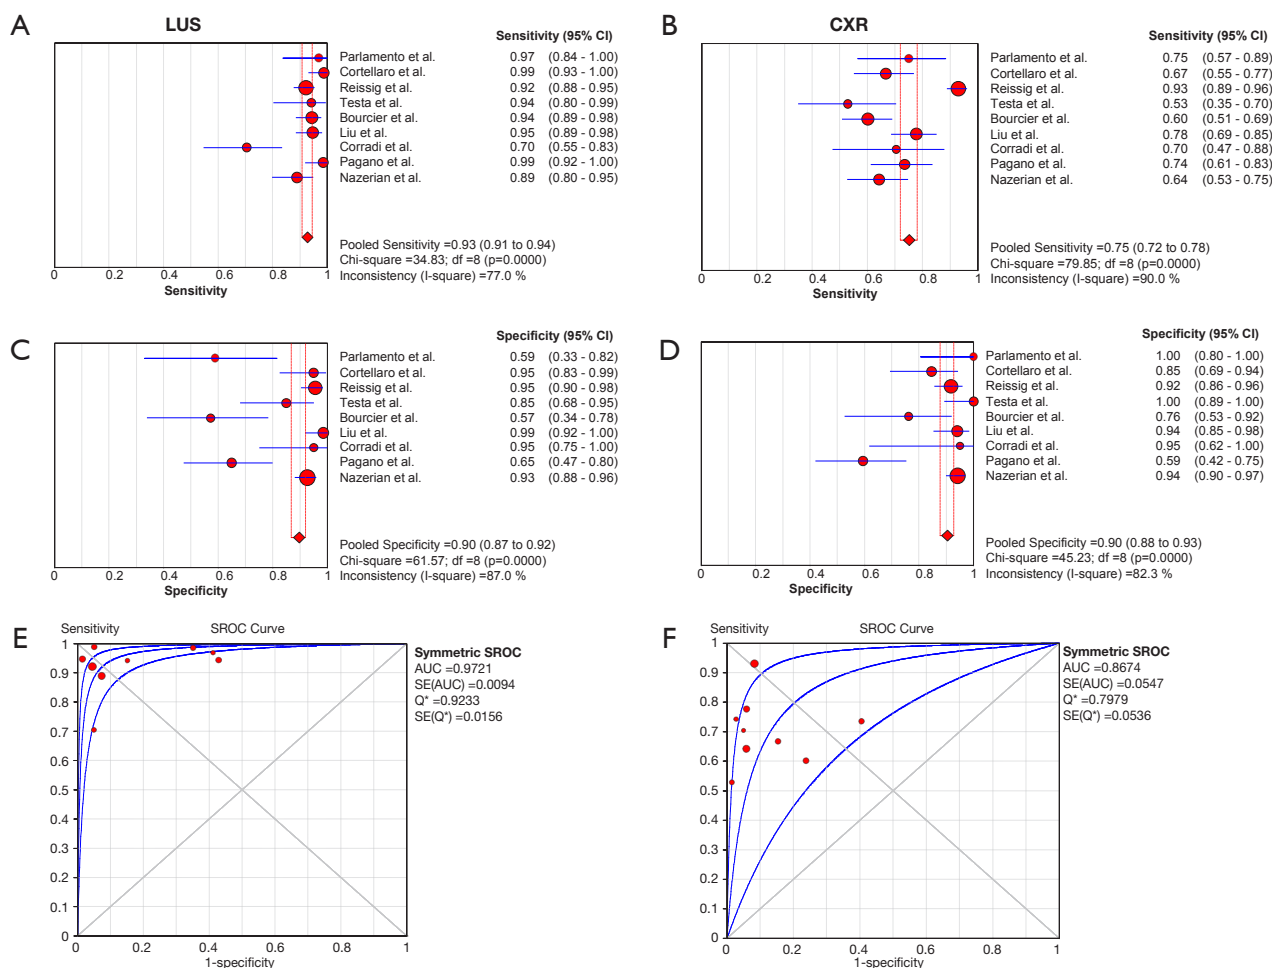 A
LUS
Sensitivity (95% CI)
Parlamento et al. 0.97 (0.84 - 1.00)
Cortellaro et al. 0.99 (0.93 - 1.00)
Reissig et al. 0.92 (0.88 - 0.95)
Testa et al. 0.94 (0.80 - 0.99)
Bourcier et al. 0.94 (0.89 - 0.98)
Liu et al. 0.95 (0.89 - 0.98)
Corradi et al. 0.70 (0.55 - 0.83)
Pagano et al. 0.99 (0.92 - 1.00)
Nazerian et al. 0.89 (0.80 - 0.95)
Pooled Sensitivity =0.93 (0.91 to 0.94)
Chi-square =34.83; df =8 (p=0.0000)
Inconsistency (I-square) =77.0 %
0 0.2 0.4 0.6 0.8 1
Sensitivity
B
CXR
Sensitivity (95% CI)
Parlamento et al. 0.75 (0.57 - 0.89)
Cortellaro et al. 0.67 (0.55 - 0.77)
Reissig et al. 0.93 (0.89 - 0.96)
Testa et al. 0.53 (0.35 - 0.70)
Bourcier et al. 0.60 (0.51 - 0.69)
Liu et al. 0.78 (0.69 - 0.85)
Corradi et al. 0.70 (0.47 - 0.88)
Pagano et al. 0.74 (0.61 - 0.83)
Nazerian et al. 0.64 (0.53 - 0.75)
Pooled Sensitivity =0.75 (0.72 to 0.78)
Chi-square =79.85; df =8 (p=0.0000)
Inconsistency (I-square) =90.0 %
0 0.2 0.4 0.6 0.8 1
Sensitivity
C
Specificity (95% CI)
Parlamento et al. 0.59 (0.33 - 0.82)
Cortellaro et al. 0.95 (0.83 - 0.99)
Reissig et al. 0.95 (0.90 - 0.98)
Testa et al. 0.85 (0.68 - 0.95)
Bourcier et al. 0.57 (0.34 - 0.78)
Liu et al. 0.99 (0.92 - 1.00)
Corradi et al. 0.95 (0.75 - 1.00)
Pagano et al. 0.65 (0.47 - 0.80)
Nazerian et al. 0.93 (0.88 - 0.96)
Pooled Specificity =0.90 (0.87 to 0.92)
Chi-square =61.57; df =8 (p=0.0000)
Inconsistency (I-square) =87.0 %
0 0.2 0.4 0.6 0.8 1
Specificity
D
Specificity (95% CI)
Parlamento et al. 1.00 (0.80 - 1.00)
Cortellaro et al. 0.85 (0.69 - 0.94)
Reissig et al. 0.92 (0.86 - 0.96)
Testa et al. 1.00 (0.89 - 1.00)
Bourcier et al. 0.76 (0.53 - 0.92)
Liu et al. 0.94 (0.85 - 0.98)
Corradi et al. 0.95 (0.62 - 1.00)
Pagano et al. 0.59 (0.42 - 0.75)
Nazerian et al. 0.94 (0.90 - 0.97)
Pooled Specificity =0.90 (0.88 to 0.93)
Chi-square =45.23; df =8 (p=0.0000)
Inconsistency (I-square) =82.3 %
0 0.2 0.4 0.6 0.8 1
Specificity
E
Sensitivity SROC Curve
1
0.9
0.8
0.7
0.6
0.5
0.4
0.3
0.2
0.1
0
0 0.2 0.4 0.6 0.8 1
1-specificity
Symmetric SROC
AUC =0.9721
SE(AUC) =0.0094
Q* =0.9233
SE(Q*) =0.0156
F
Sensitivity SROC Curve
1
0.9
0.8
0.7
0.6
0.5
0.4
0.3
0.2
0.1
0
0 0.2 0.4 0.6 0.8 1
1-specificity
Symmetric SROC
AUC =0.8674
SE(AUC) =0.0547
Q* =0.7979
SE(Q*) =0.0536